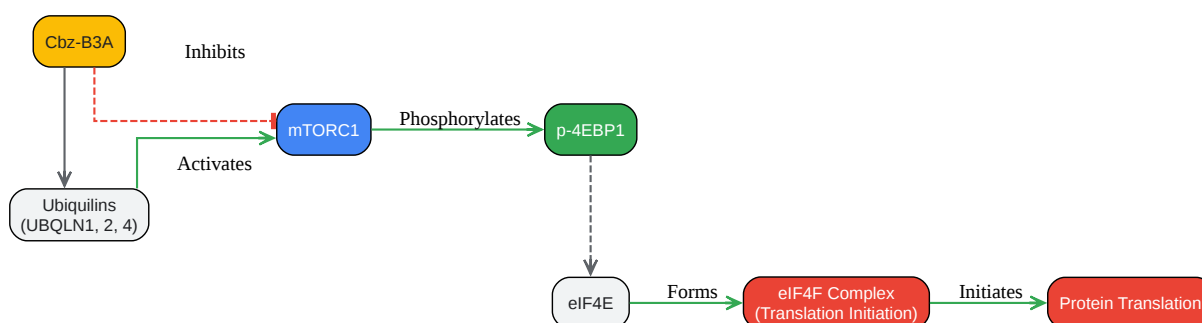 Cbz-B3A
Inhibits
mTORC1
Phosphorylates
p-4EBP1
Activates
Ubiquilins
(UBQLN1, 2, 4)
eIF4E
Forms
eIF4F Complex
(Translation Initiation)
Initiates
Protein Translation